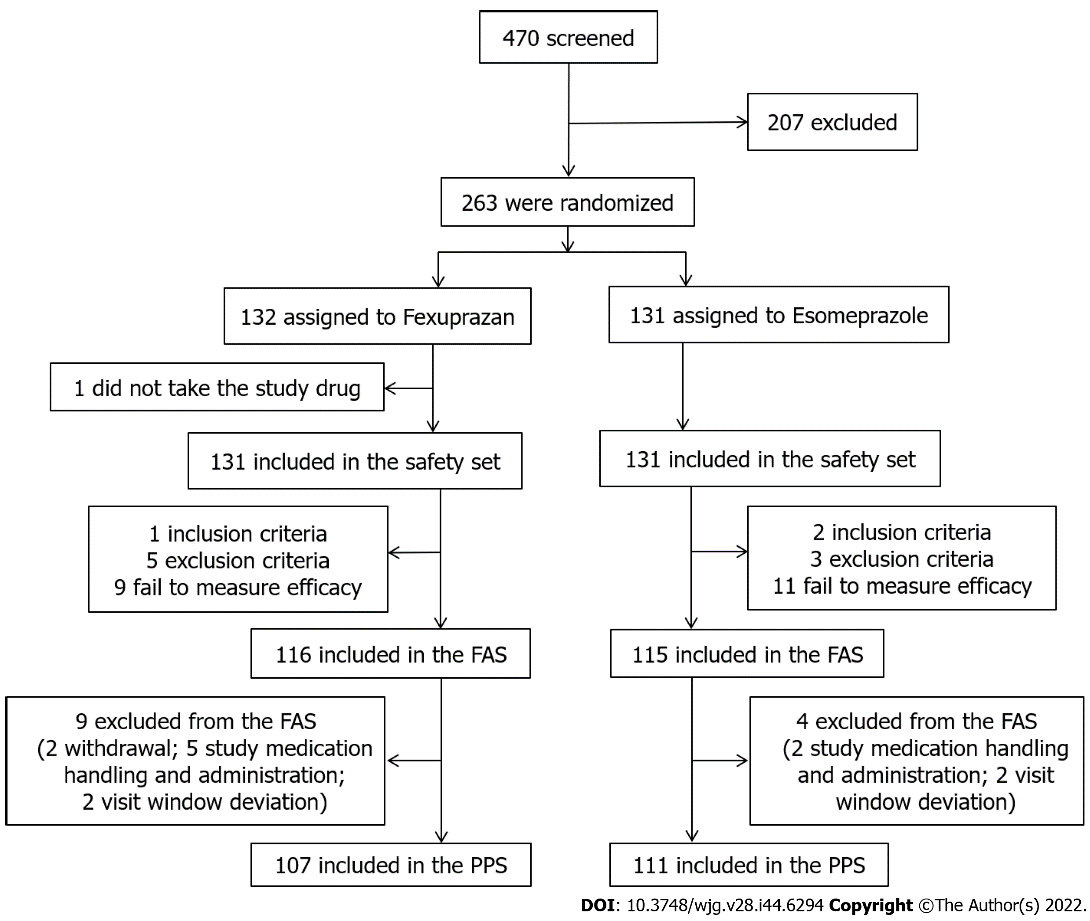 470 screened
207 excluded
263 were randomized
132 assigned to Fexuprazan
131 assigned to Esomeprazole
1 did not take the study drug
131 included in the safety set
131 included in the safety set
1 inclusion criteria
5 exclusion criteria
9 fail to measure efficacy
2 inclusion criteria
3 exclusion criteria
11 fail to measure efficacy
116 included in the FAS
115 included in the FAS
9 excluded from the FAS
(2 withdrawal; 5 study medication
handling and administration;
2 visit window deviation)
4 excluded from the FAS
(2 study medication handling
and administration; 2 visit
window deviation)
107 included in the PPS
111 included in the PPS
DOI: 10.3748/wjg.v28.i44.6294 Copyright ©The Author(s) 2022.